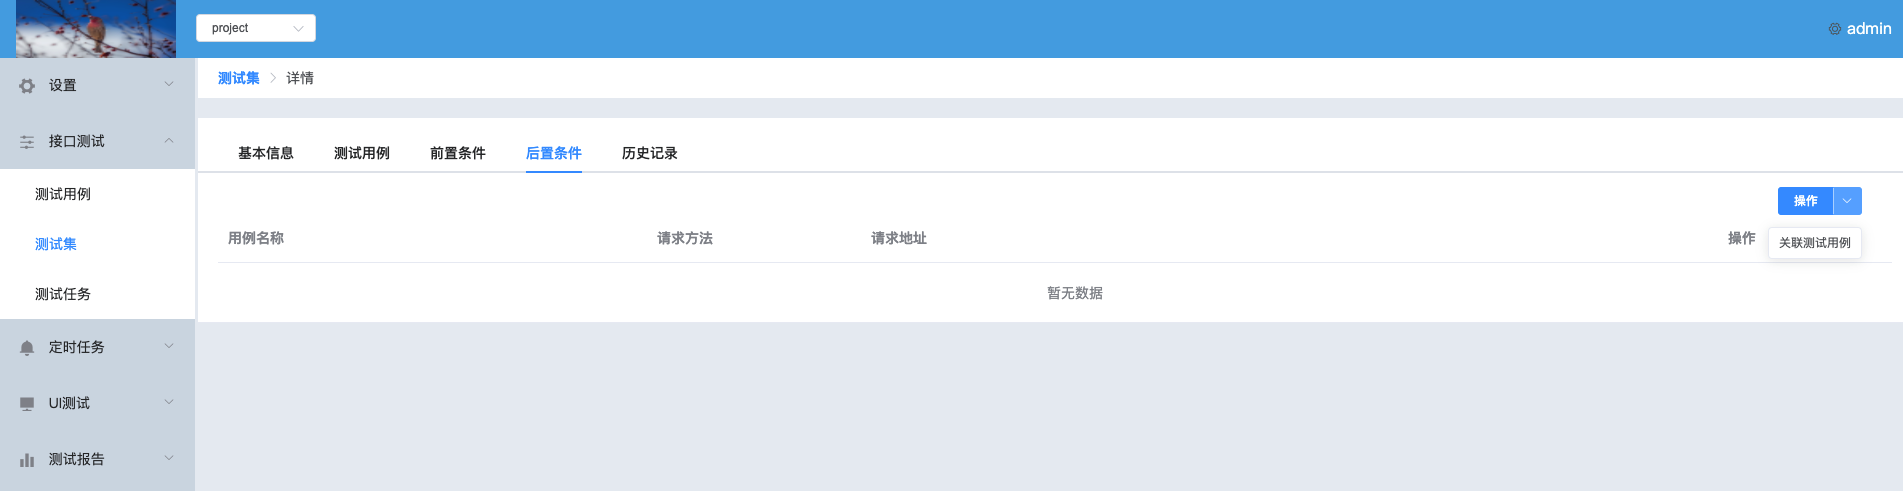 project
admin
设置
接口测试
测试用例
测试集
测试任务
定时任务
UI测试
测试报告
测试集 > 详情
基本信息 测试用例 前置条件 后置条件 历史记录
操作
用例名称 请求方法 请求地址 操作
关联测试用例
暂无数据